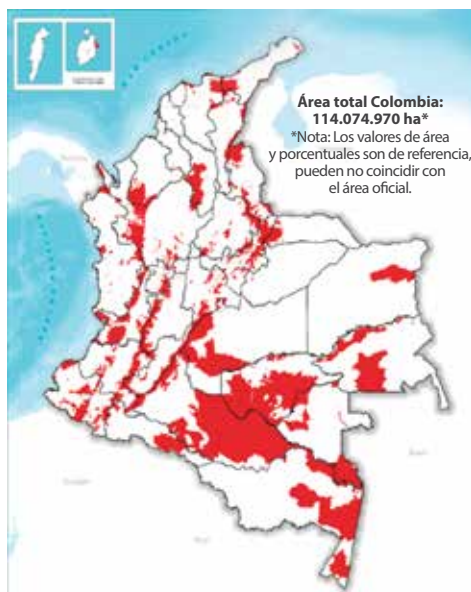 Área total Colombia:
114.074.970 ha*
*Nota: Los valores de área
y porcentuales son de referencia,
pueden no coincidir con
el área oficial.